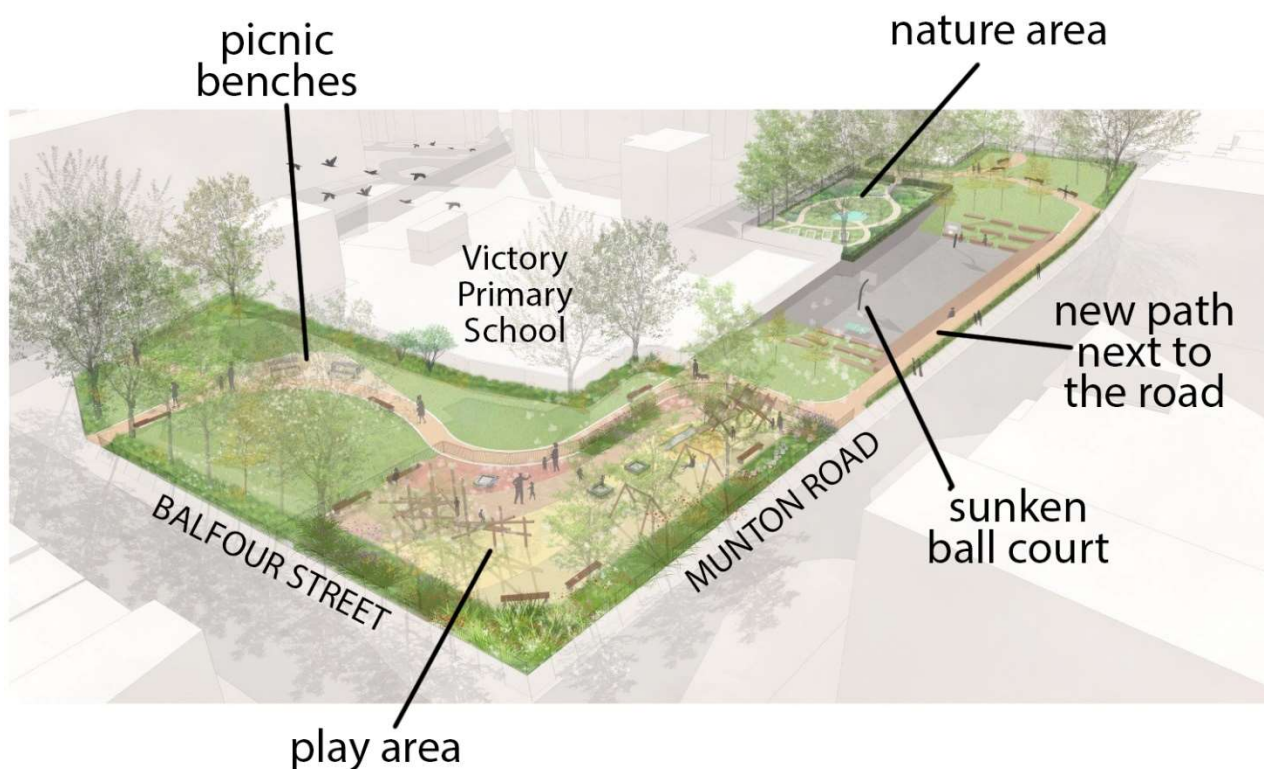 picnic
benches
nature area
Victory
Primary
School
new path
next to
the road
BALFOUR STREET
MUNTON ROAD
sunken
ball court
play area